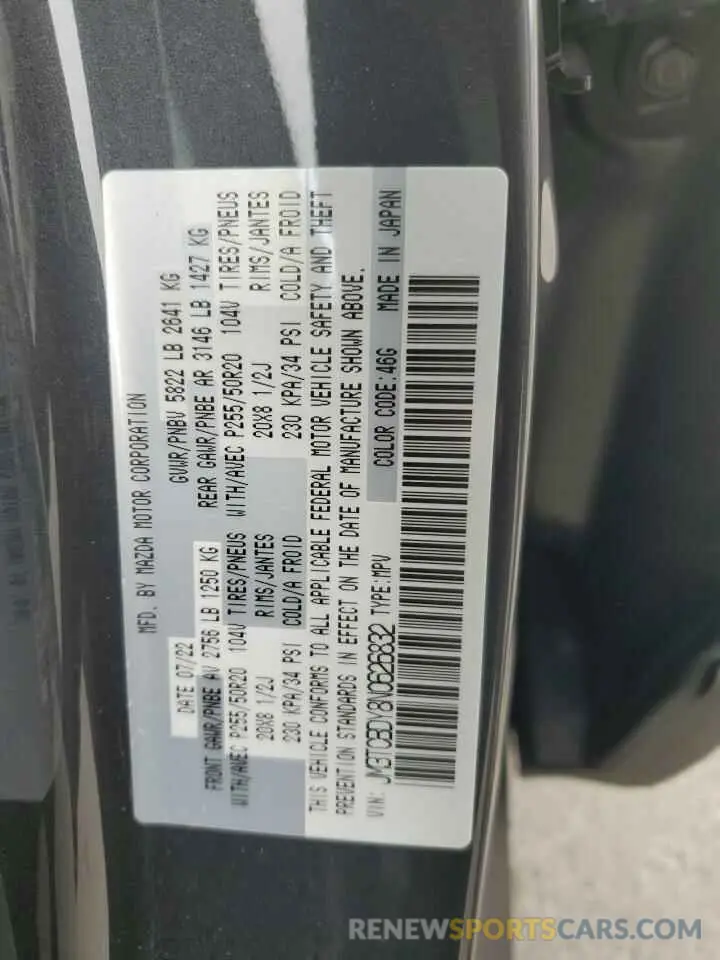 MFD. BY MAZDA MOTOR CORPORATION
DATE 07/22 GVWR/PNBV 5822 LB 2641 KG
FRONT GAWR/PNBE AV 2756 LB 1250 KG REAR GAWR/PNBE AR 3146 LB 1427 KG
WITH/AVEC P255/50R20 104V TIRES/PNEUS WITH/AVEC P255/50R20 104V TIRES/PNEUS
20X8 1/2J RIMS/JANTES 20X8 1/2J RIMS/JANTES
230 KPA/34 PSI COLD/A FROID 230 KPA/34 PSI COLD/A FROID
THIS VEHICLE CONFORMS TO ALL APPLICABLE FEDERAL MOTOR VEHICLE SAFETY AND THEFT
PREVENTION STANDARDS IN EFFECT ON THE DATE OF MANUFACTURE SHOWN ABOVE.
VIN: JM3TCBDY8N0626832 TYPE:MPV COLOR CODE:46G MADE IN JAPAN
RENEWSPORTSCARS.COM